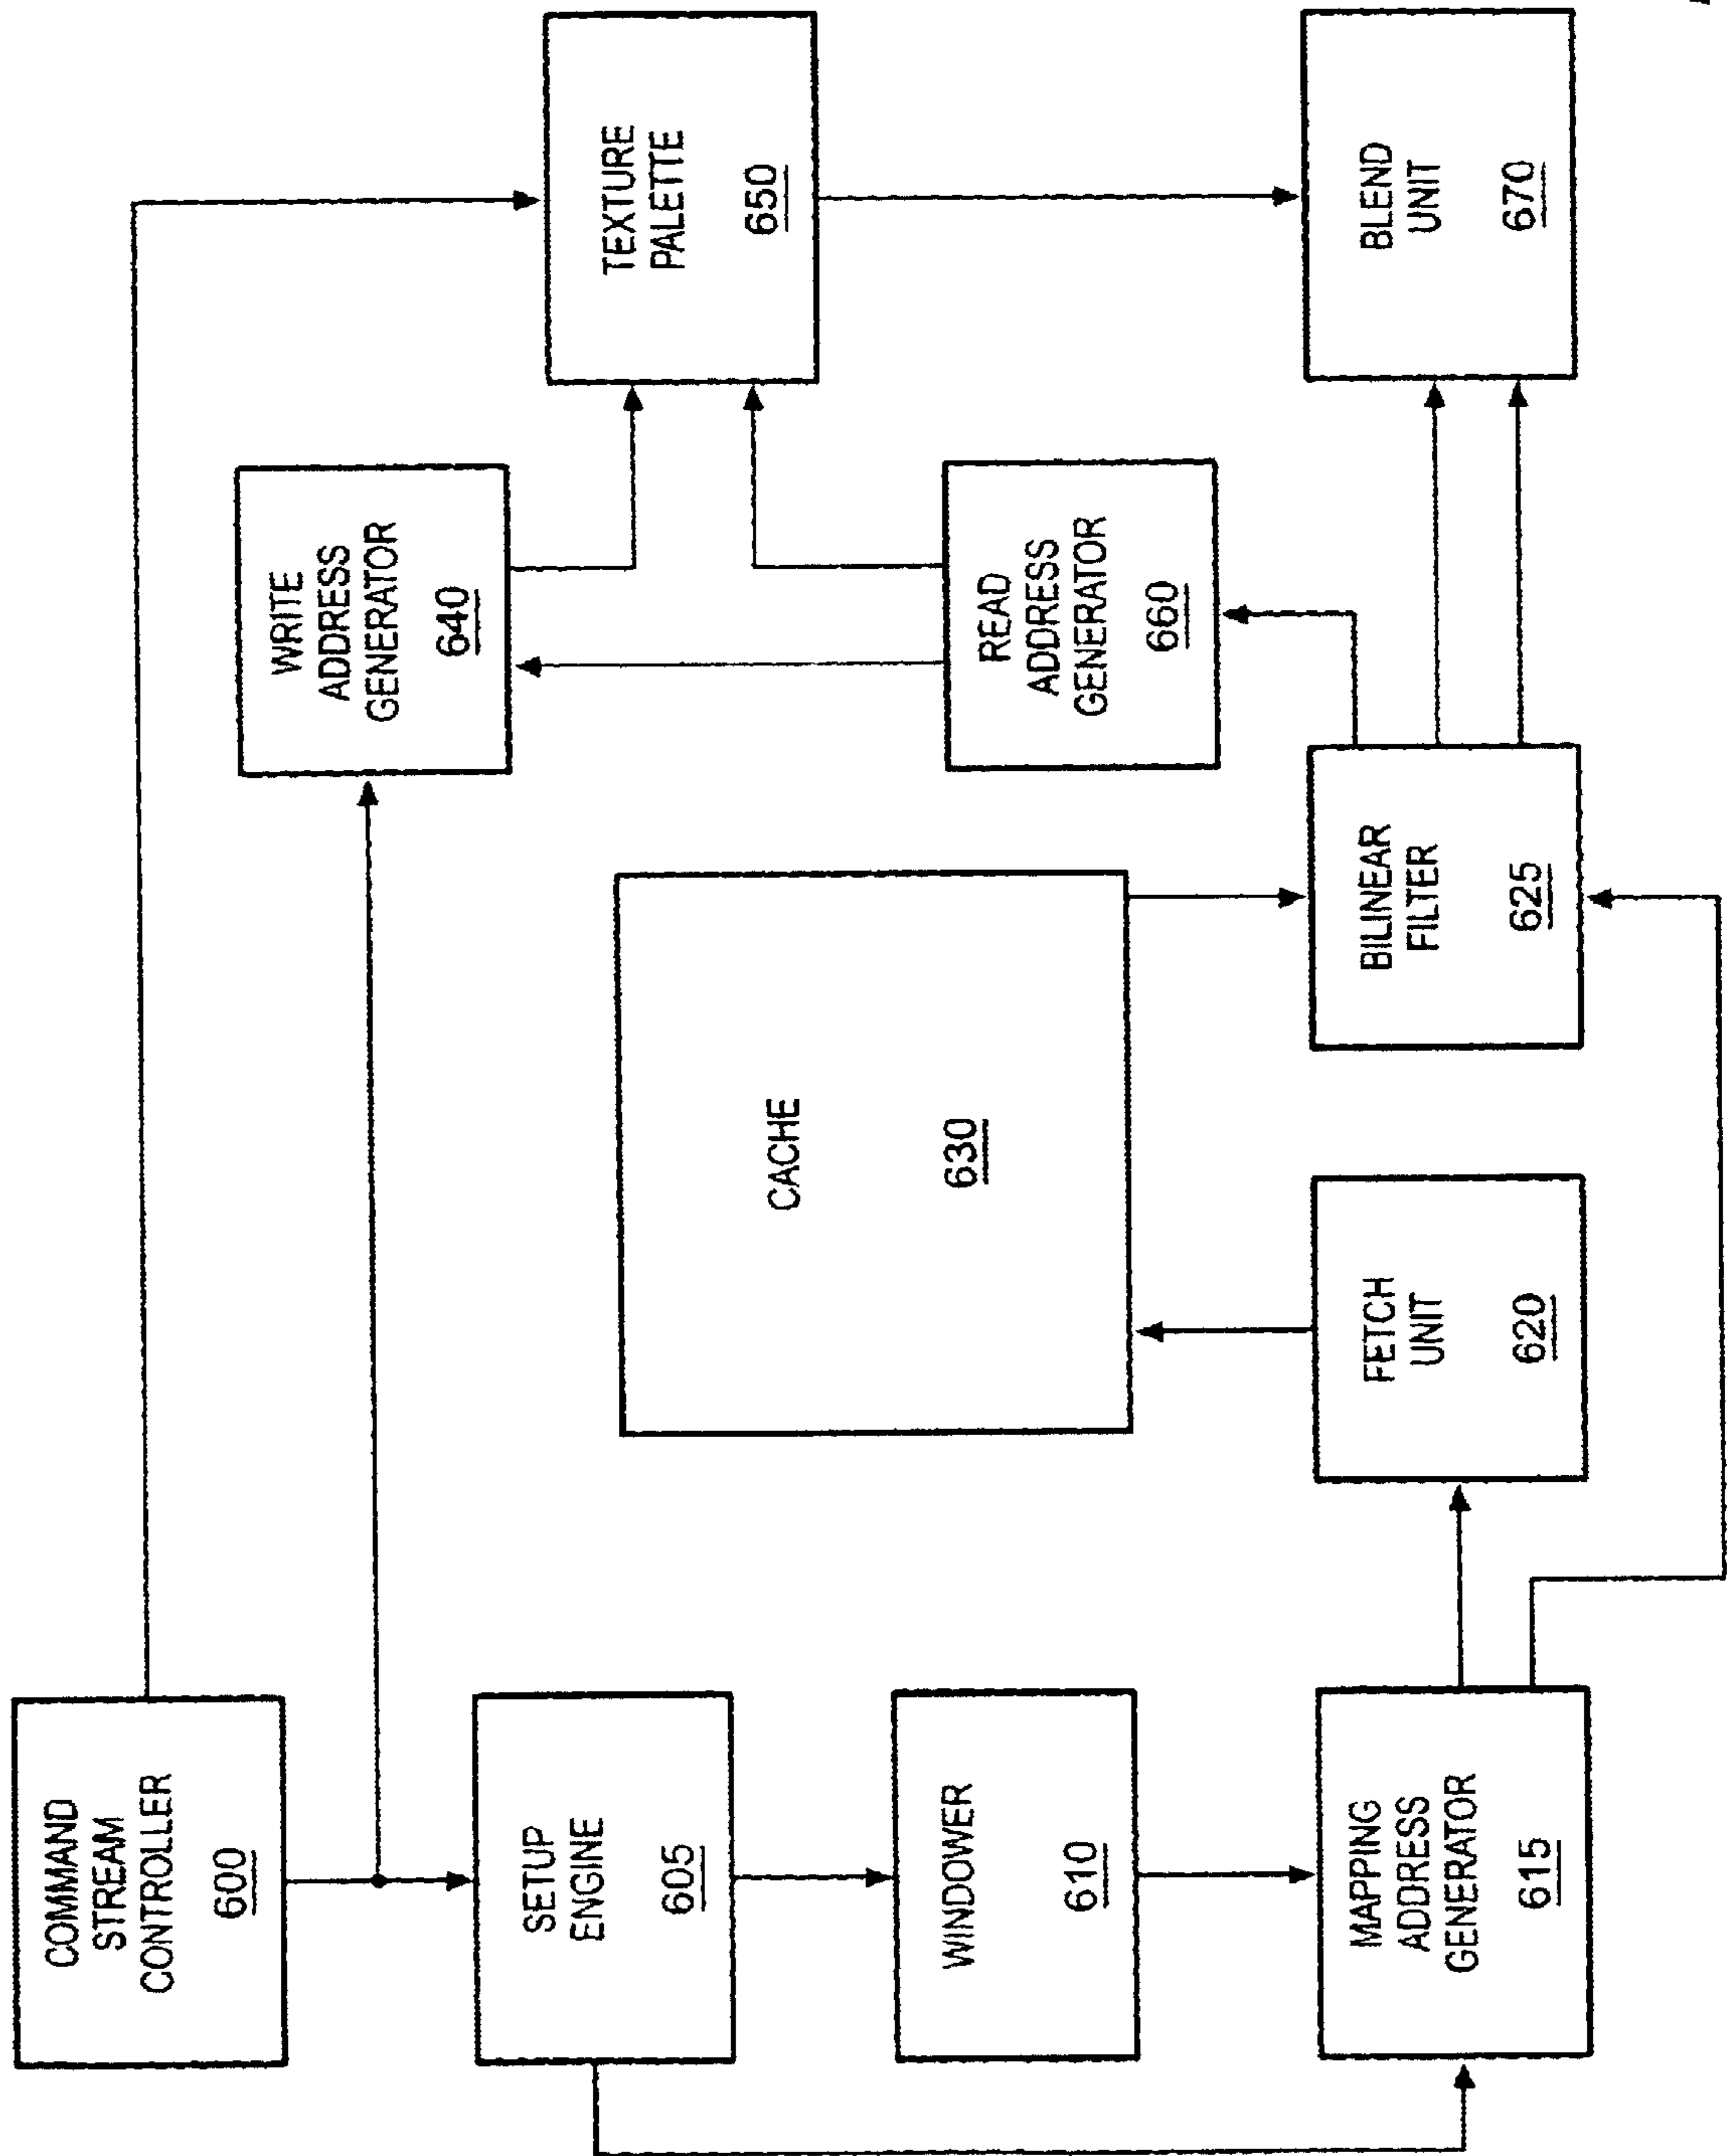 COMMAND
STREAM
CONTROLLER
600
SETUP
ENGINE
605
WINDOWER
610
MAPPING
ADDRESS
GENERATOR
615
FETCH
UNIT
620
CACHE
630
BILINEAR
FILTER
625
WRITE
ADDRESS
GENERATOR
640
READ
ADDRESS
GENERATOR
660
TEXTURE
PALETTE
650
BLEND
UNIT
670